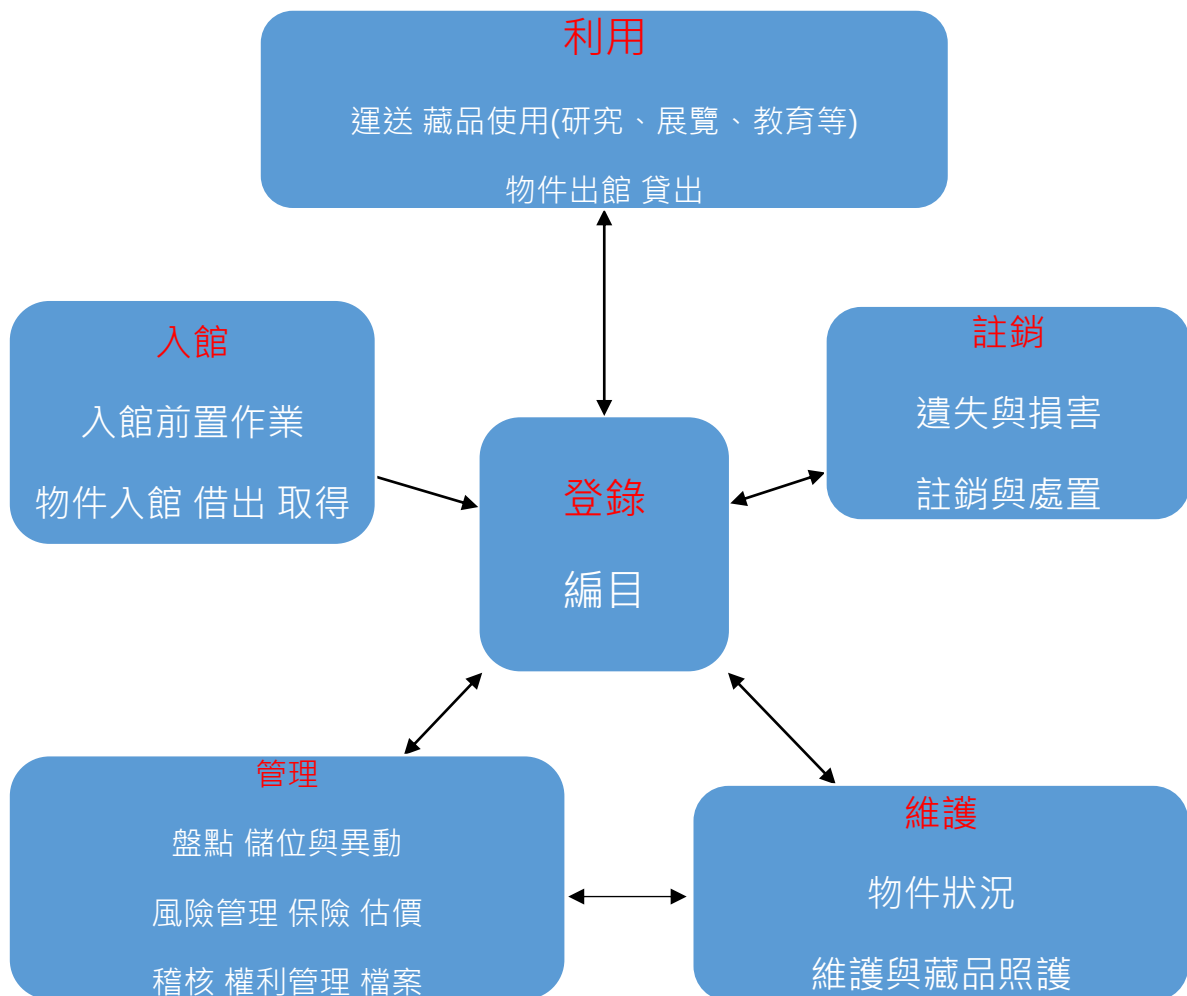 利用
運送 藏品使用(研究、展覽、教育等)
物件出館 貸出
入館
入館前置作業
物件入館 借出 取得
註銷
遺失與損害
註銷與處置
登錄
編目
管理
盤點 儲位與異動
風險管理 保險 估價
稽核 權利管理 檔案
維護
物件狀況
維護與藏品照護